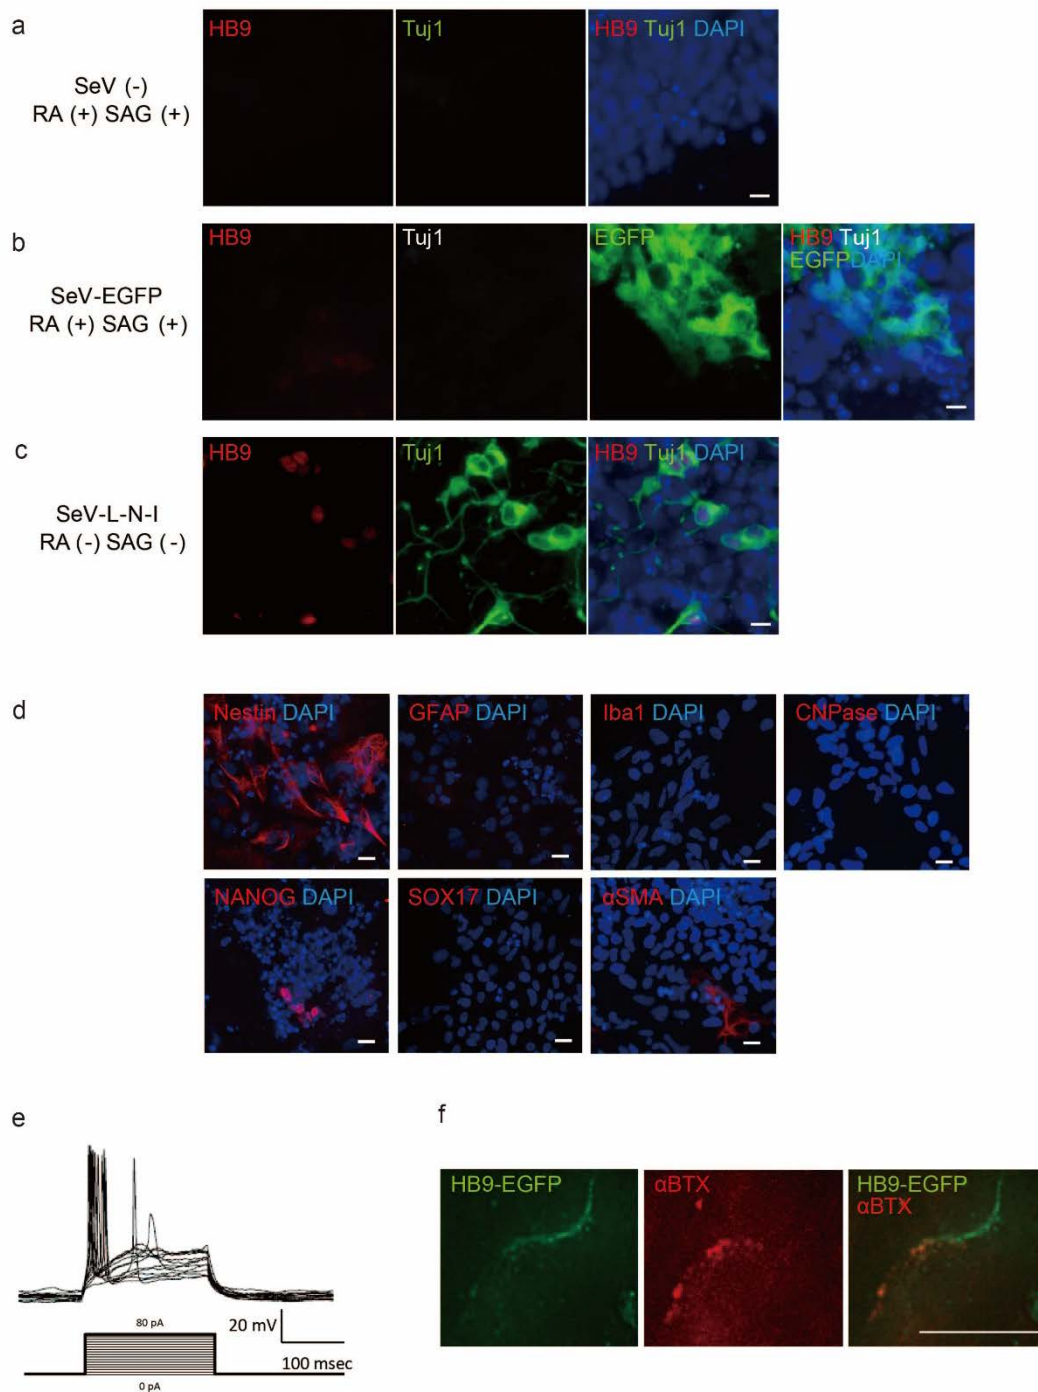 a
SeV (-)
RA (+) SAG (+)
HB9
Tuj1
HB9 Tuj1 DAPI
b
SeV-EGFP
RA (+) SAG (+)
HB9
Tuj1
EGFP
HB9 Tuj1
EGFPDAPI
c
SeV-L-N-I
RA (-) SAG (-)
HB9
Tuj1
HB9 Tuj1 DAPI
d
Nestin DAPI
GFAP DAPI
Iba1 DAPI
CNPase DAPI
NANOG DAPI
SOX17 DAPI
αSMA DAPI
e
80 pA
20 mV
100 msec
0 pA
f
HB9-EGFP
αBTX
HB9-EGFP
αBTX